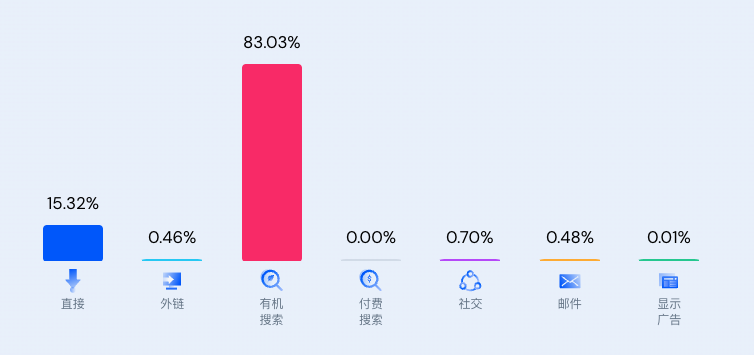 83.03%
15.32%
0.46%
0.00%
0.70%
0.48%
0.01%
直接
外链
有机
搜索
付费
搜索
社交
邮件
显示
广告